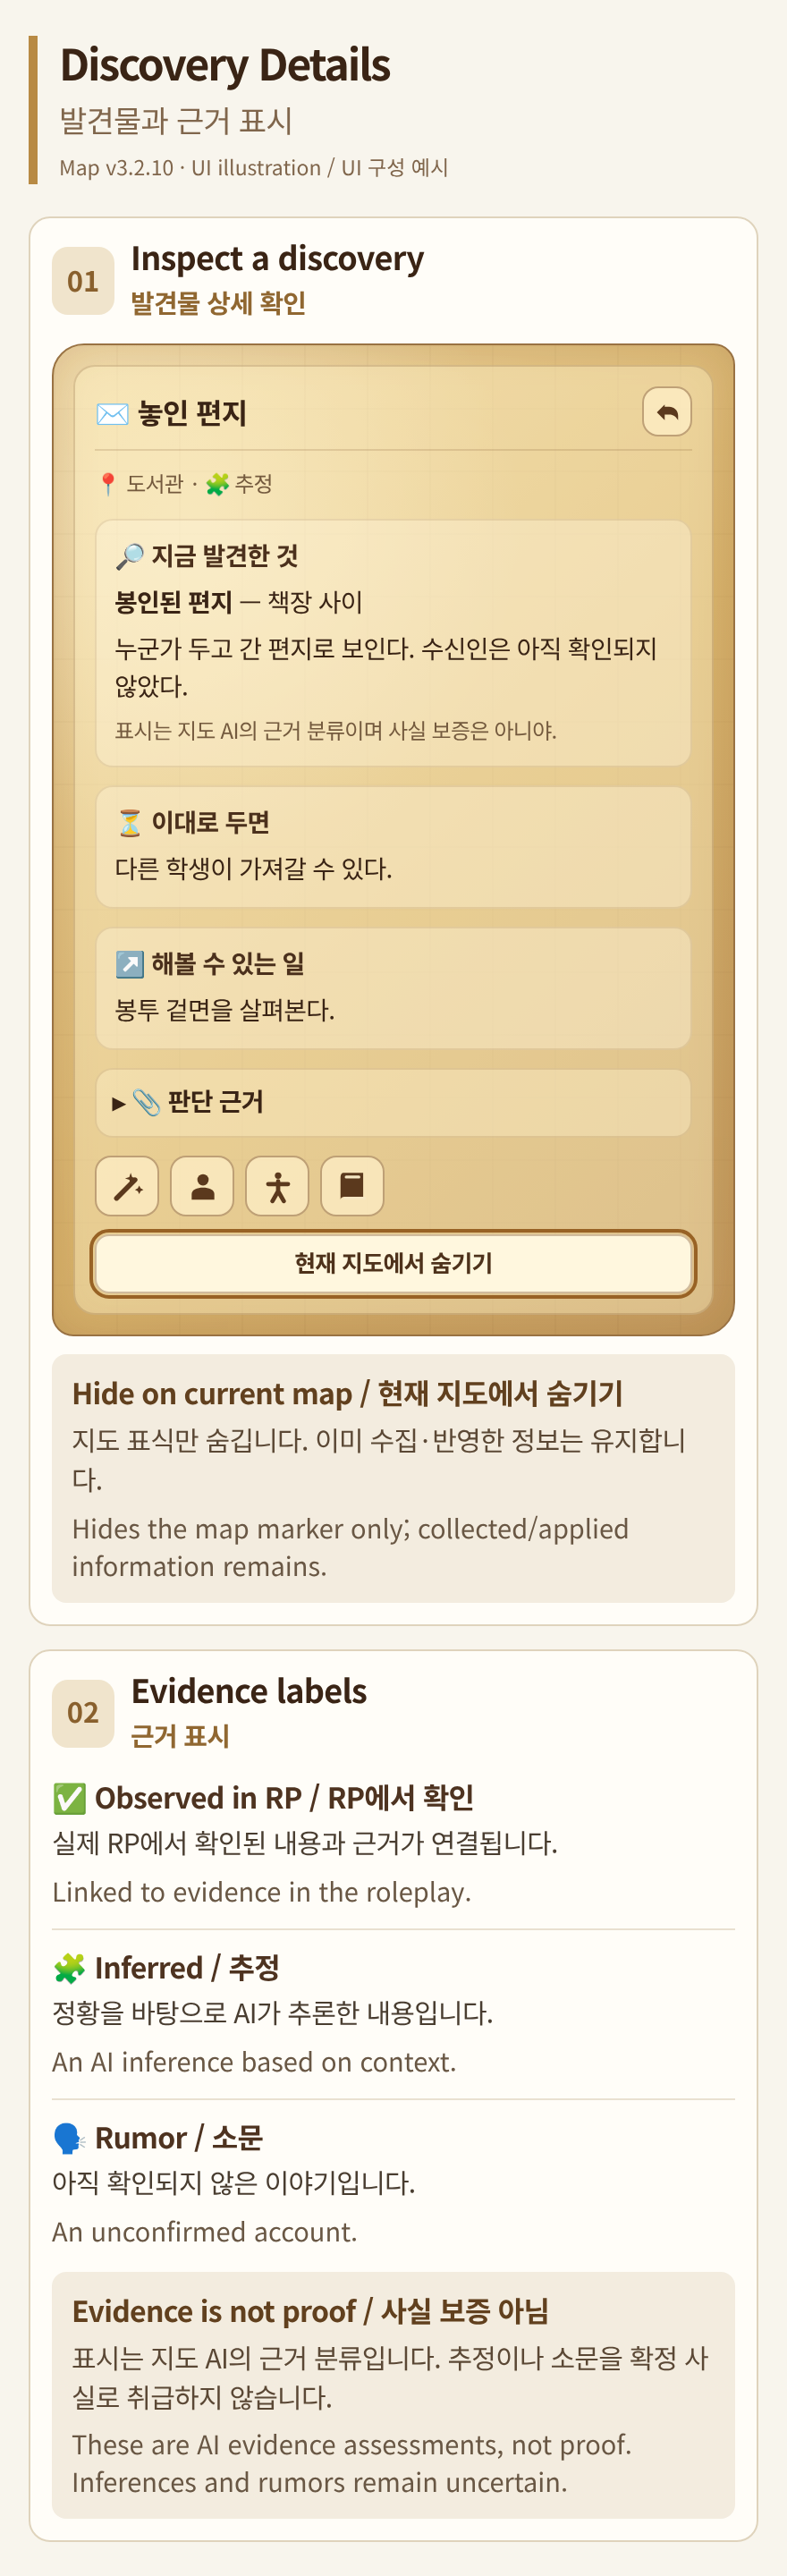 Discovery Details
발견물과 근거 표시
Map v3.2.10 · UI illustration / UI 구성 예시
01
Inspect a discovery
발견물 상세 확인
✉️ 놓인 편지
📍 도서관 · 🧩 추정
🔎 지금 발견한 것
봉인된 편지 — 책장 사이
누군가 두고 간 편지로 보인다. 수신인은 아직 확인되지
않았다.
표시는 지도 AI의 근거 분류이며 사실 보증은 아니야.
⏳ 이대로 두면
다른 학생이 가져갈 수 있다.
↗️ 해볼 수 있는 일
봉투 겉면을 살펴본다.
▸ 📎 판단 근거
현재 지도에서 숨기기
Hide on current map / 현재 지도에서 숨기기
지도 표식만 숨깁니다. 이미 수집·반영한 정보는 유지합니
다.
Hides the map marker only; collected/applied
information remains.
02
Evidence labels
근거 표시
✅ Observed in RP / RP에서 확인
실제 RP에서 확인된 내용과 근거가 연결됩니다.
Linked to evidence in the roleplay.
🧩 Inferred / 추정
정황을 바탕으로 AI가 추론한 내용입니다.
An AI inference based on context.
🗣️ Rumor / 소문
아직 확인되지 않은 이야기입니다.
An unconfirmed account.
Evidence is not proof / 사실 보증 아님
표시는 지도 AI의 근거 분류입니다. 추정이나 소문을 확정 사
실로 취급하지 않습니다.
These are AI evidence assessments, not proof.
Inferences and rumors remain uncertain.